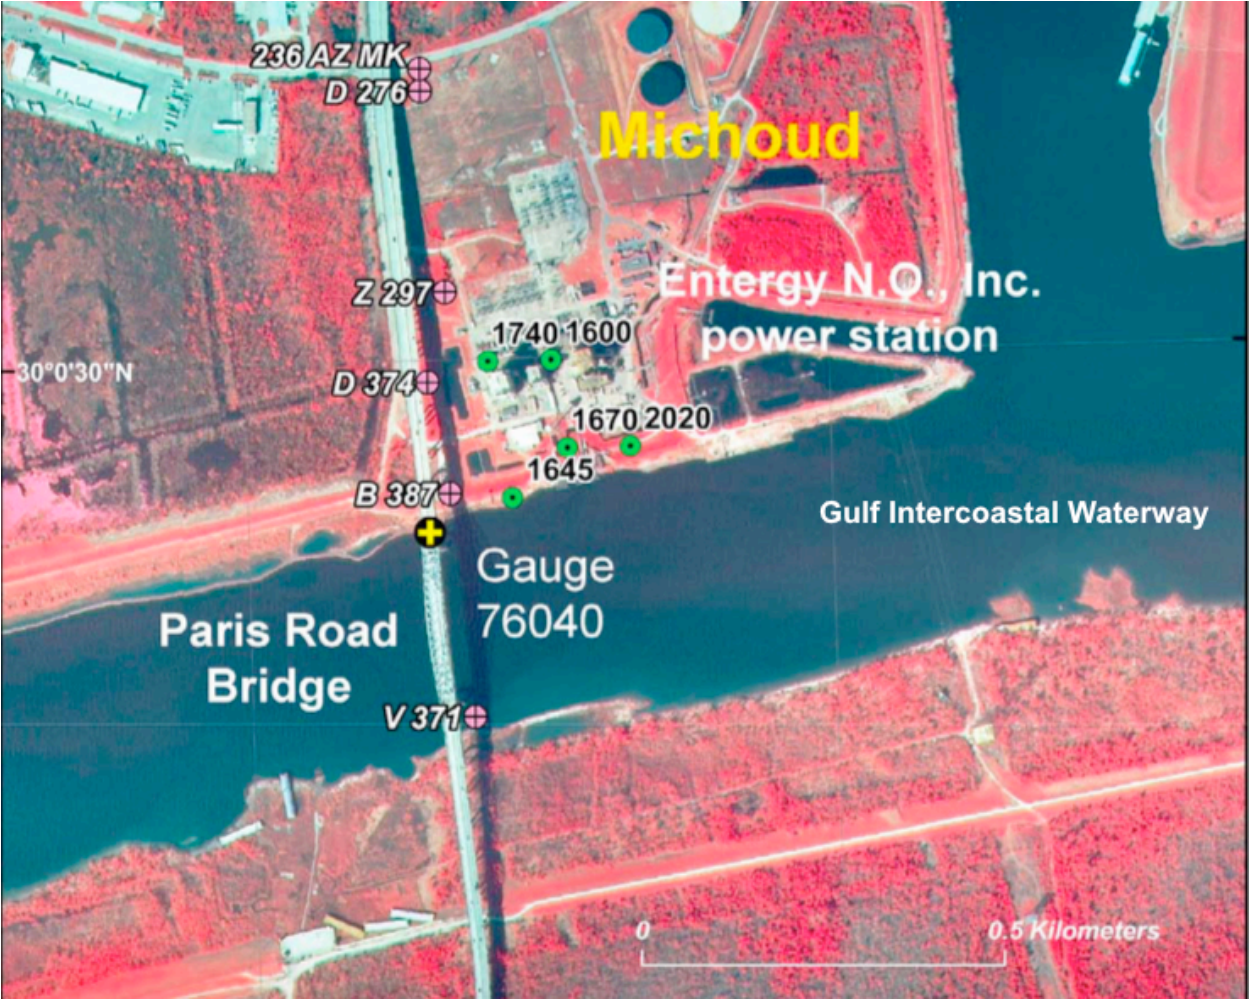 236 AZ MK
D 276
Michoud
Z 297
Entergy N.O., Inc.
power station
1740 1600
30°0'30"N
D 374
1670 2020
1645
B 387
Gulf Intercoastal Waterway
Gauge
76040
Paris Road
Bridge
V 371
0
0.5 Kilometers